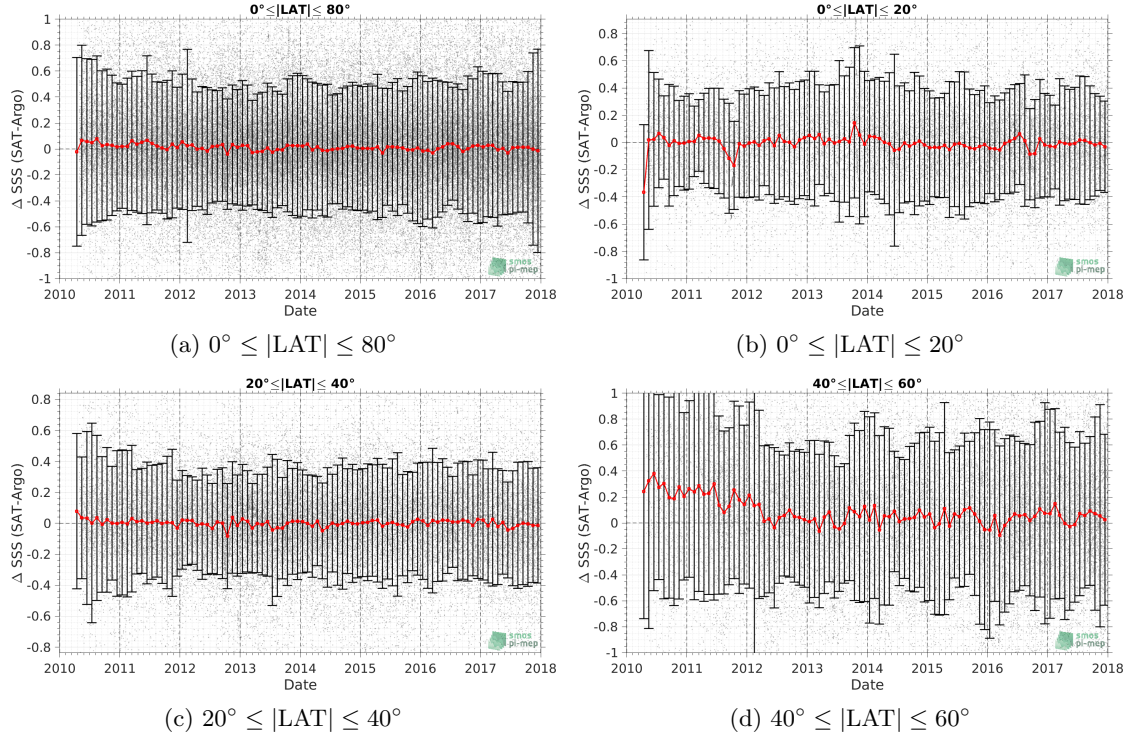 0°≤|LAT|≤ 80°
1
0.8
0.6
0.4
0.2
0
-0.2
-0.4
-0.6
-0.8
-1
Δ SSS (SAT-Argo)
smos
pi-mep
2010 2011 2012 2013 2014 2015 2016 2017 2018
Date
(a) 0° ≤ |LAT| ≤ 80°
0°≤|LAT|≤ 20°
0.8
0.6
0.4
0.2
0
-0.2
-0.4
-0.6
-0.8
-1
Δ SSS (SAT-Argo)
smos
pi-mep
2010 2011 2012 2013 2014 2015 2016 2017 2018
Date
(b) 0° ≤ |LAT| ≤ 20°
20°≤|LAT|≤ 40°
0.8
0.6
0.4
0.2
0
-0.2
-0.4
-0.6
-0.8
Δ SSS (SAT-Argo)
smos
pi-mep
2010 2011 2012 2013 2014 2015 2016 2017 2018
Date
(c) 20° ≤ |LAT| ≤ 40°
40°≤|LAT|≤ 60°
1
0.8
0.6
0.4
0.2
0
-0.2
-0.4
-0.6
-0.8
-1
Δ SSS (SAT-Argo)
smos
pi-mep
2010 2011 2012 2013 2014 2015 2016 2017 2018
Date
(d) 40° ≤ |LAT| ≤ 60°